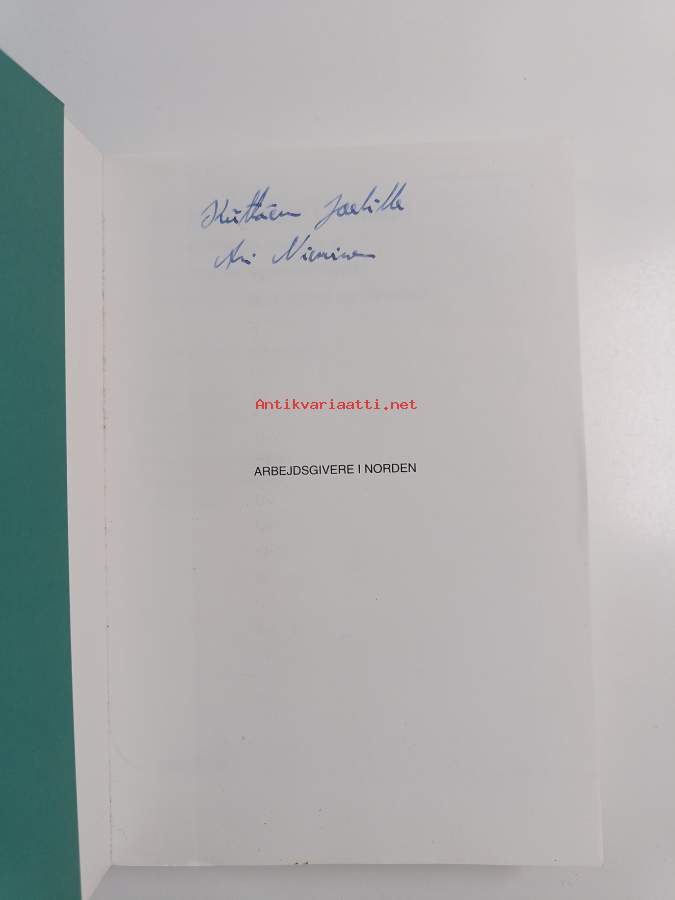 Kiittäen Jaakille
Ari Nieminen
Antikvariaatti.net
ARBEJDSGIVERE I NORDEN